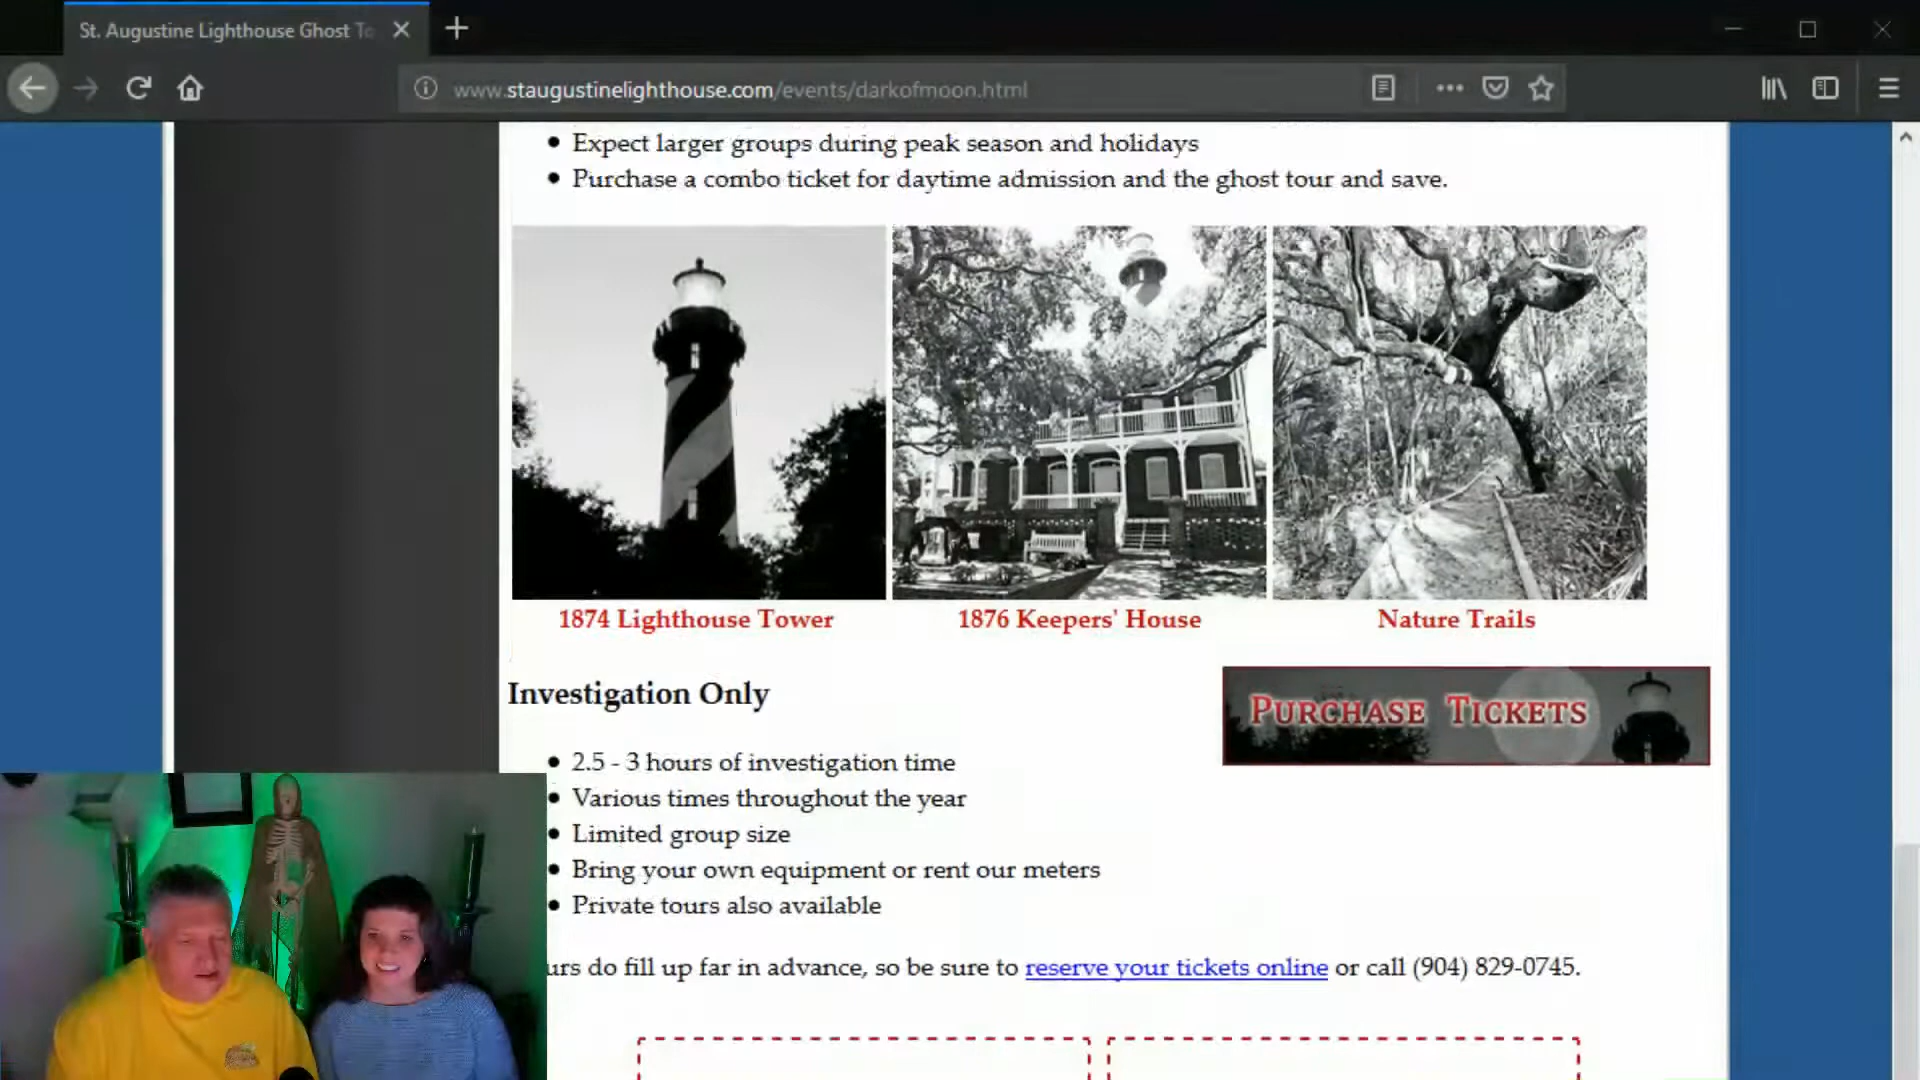 St. Augustine Lighthouse Ghost To
www.staugustinelighthouse.com/events/darkofmoon.html
Expect larger groups during peak season and holidays
Purchase a combo ticket for daytime admission and the ghost tour and save.
1874 Lighthouse Tower
1876 Keepers' House
Nature Trails
Investigation Only
PURCHASE TICKETS
2.5 - 3 hours of investigation time
Various times throughout the year
Limited group size
Bring your own equipment or rent our meters
Private tours also available
urs do fill up far in advance, so be sure to reserve your tickets online or call (904) 829-0745.